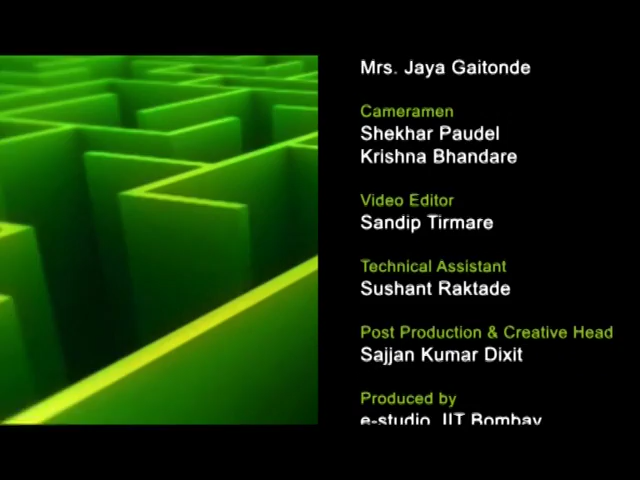 Mrs. Jaya Gaitonde
Cameramen
Shekhar Paudel
Krishna Bhandare
Video Editor
Sandip Tirmare
Technical Assistant
Sushant Raktade
Post Production & Creative Head
Sajjan Kumar Dixit
Produced by
e-studio, IIT Bombay